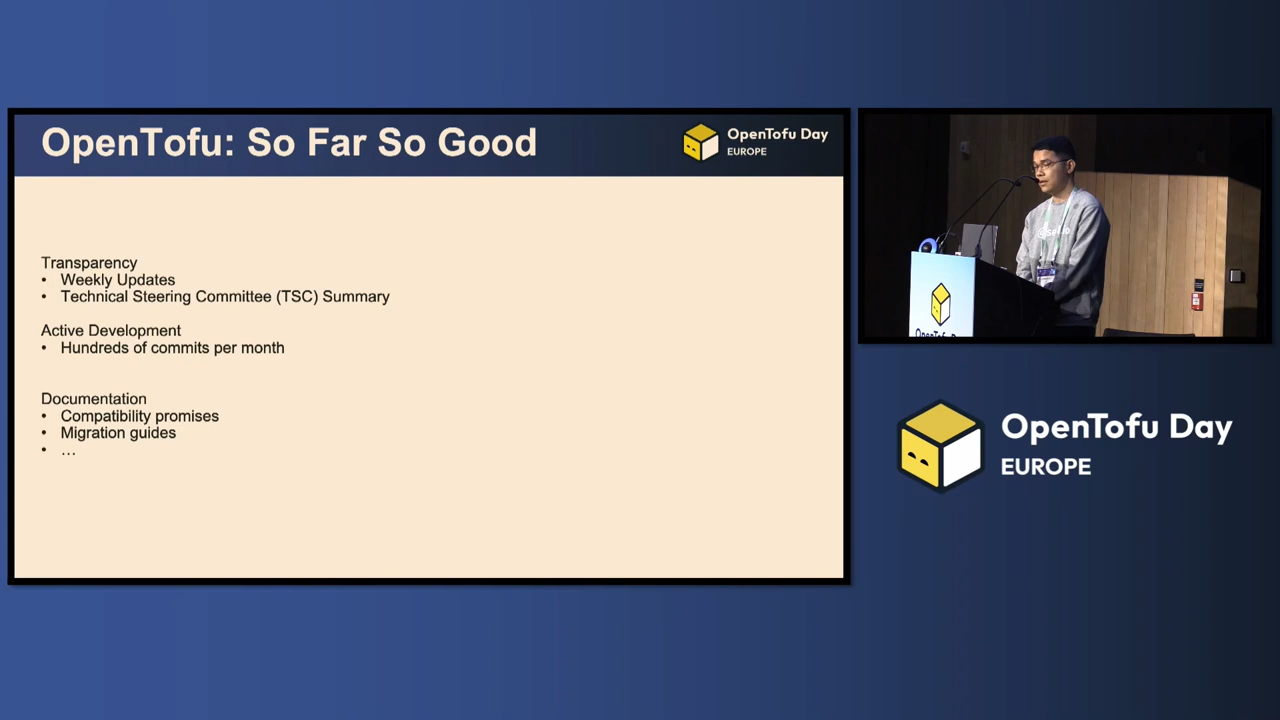 OpenTofu: So Far So Good
OpenTofu Day
EUROPE
Transparency
• Weekly Updates
• Technical Steering Committee (TSC) Summary
Active Development
• Hundreds of commits per month
Documentation
• Compatibility promises
• Migration guides
• …
OpenTofu Day
EUROPE